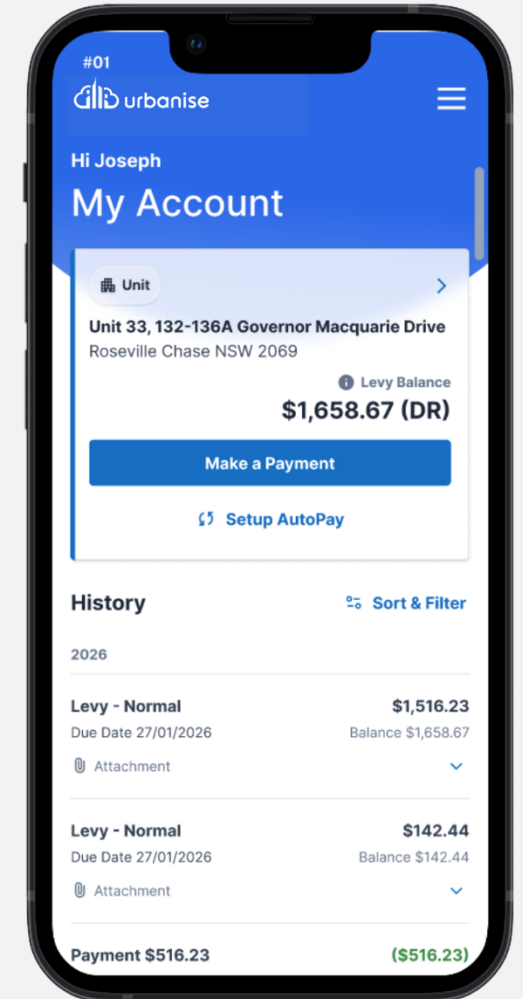 #01
urbanise
Hi Joseph
My Account
Unit
Unit 33, 132-136A Governor Macquarie Drive
Roseville Chase NSW 2069
Levy Balance
$1,658.67 (DR)
Make a Payment
Setup AutoPay
History
Sort & Filter
2026
Levy - Normal $1,516.23
Due Date 27/01/2026 Balance $1,658.67
Attachment
Levy - Normal $142.44
Due Date 27/01/2026 Balance $142.44
Attachment
Payment $516.23 ($516.23)